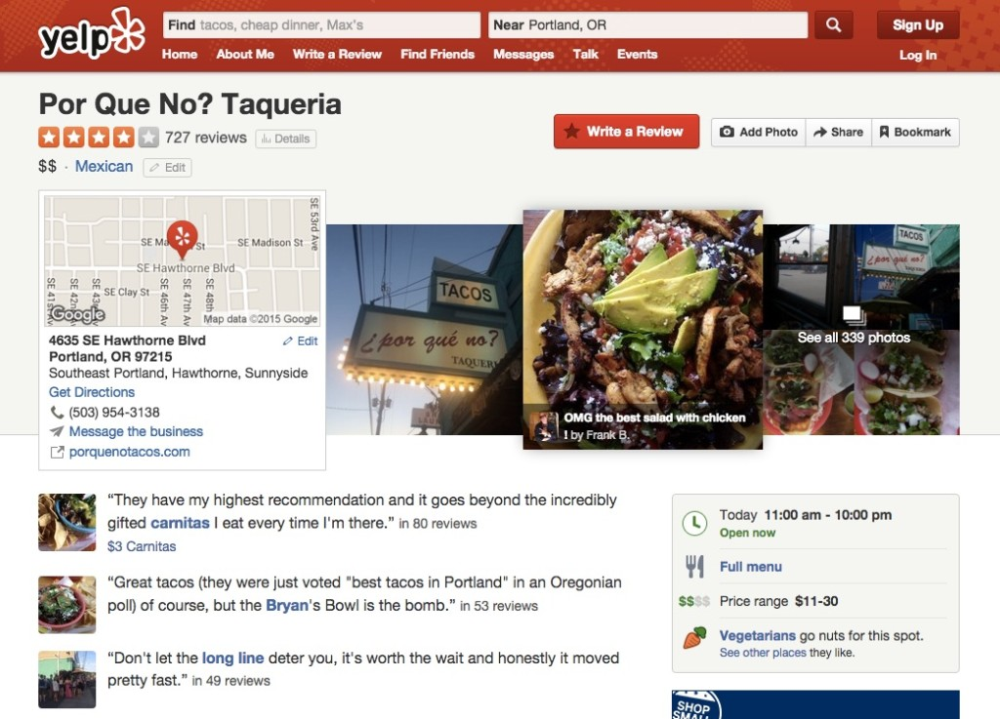 yelp
Find tacos, cheap dinner, Max's
Near Portland, OR
Sign Up
Home About Me Write a Review Find Friends Messages Talk Events
Log In
Por Que No? Taqueria
727 reviews Details
Write a Review
Add Photo Share Bookmark
$$ · Mexican Edit
SE 53rd Ave
SE Madison St
SE Hawthorne Blvd
SE Clay St
SE 46th Av
SE 47th Av
SE 48th
Google
Map data ©2015 Google
4635 SE Hawthorne Blvd Edit
Portland, OR 97215
Southeast Portland, Hawthorne, Sunnyside
Get Directions
(503) 954-3138
Message the business
porquenotacos.com
TACOS
¿por qué no?
TAQUERI
OMG the best salad with chicken
! by Frank B.
TACOS
¿por qué no?
See all 339 photos
“They have my highest recommendation and it goes beyond the incredibly
gifted carnitas I eat every time I'm there.” in 80 reviews
$3 Carnitas
“Great tacos (they were just voted "best tacos in Portland" in an Oregonian
poll) of course, but the Bryan's Bowl is the bomb.” in 53 reviews
“Don't let the long line deter you, it's worth the wait and honestly it moved
pretty fast.” in 49 reviews
Today 11:00 am - 10:00 pm
Open now
Full menu
$$$$ Price range $11-30
Vegetarians go nuts for this spot.
See other places they like.
SHOP
SMALL